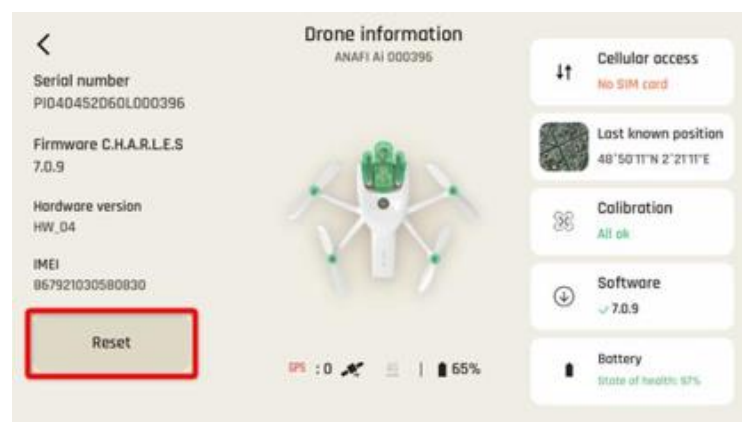 Drone information
ANAFI Ai 000396
Serial number
PI040452D60L000396
Firmware C.H.A.R.L.E.S
7.0.9
Hardware version
HW_04
IMEI
867921030580830
Reset
GPS : 0
65%
Cellular access
No SIM card
Last known position
48°50'11"N 2°21'11"E
Calibration
All ok
Software
7.0.9
Battery
State of health: 97%